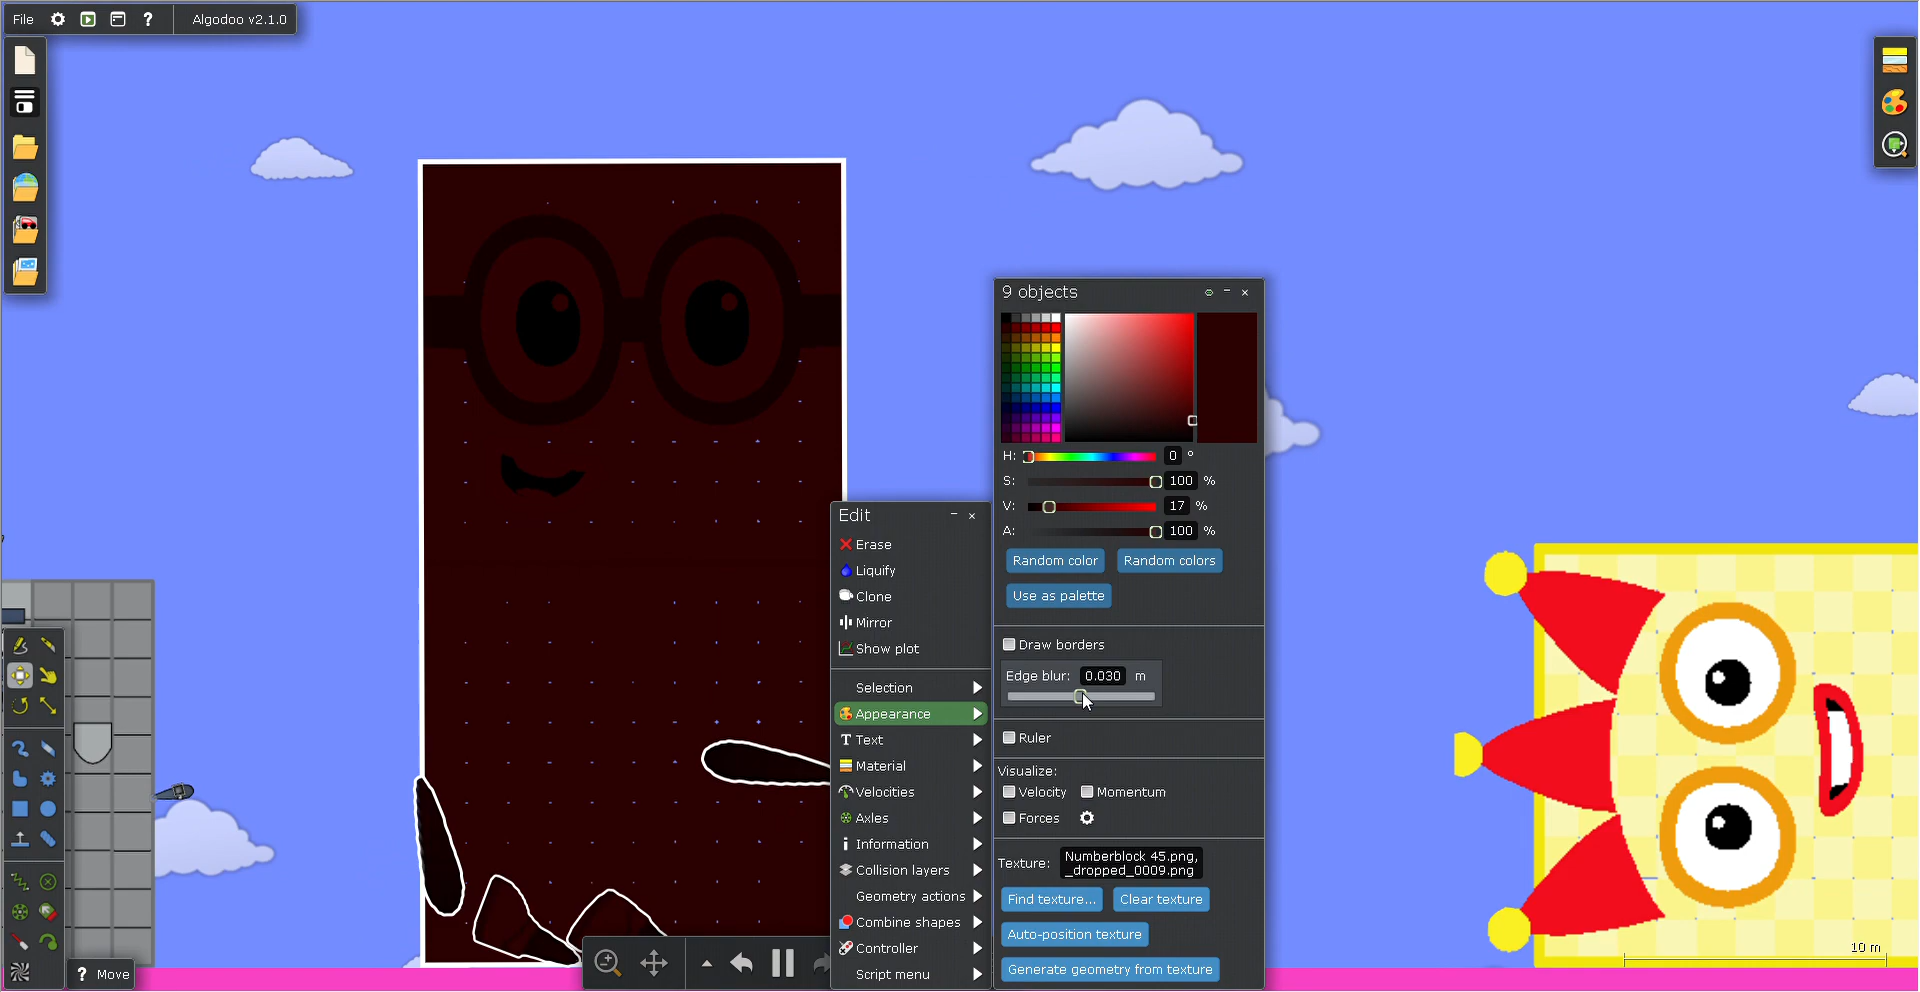 File
Algodoo v2.1.0
9 objects
H: 0 °
S: 100 %
V: 17 %
A: 100 %
Random color Random colors
Use as palette
Draw borders
Edge blur: 0.030 m
Ruler
Visualize:
Velocity Momentum
Forces
Texture: Numberblock 45.png,
_dropped_0009.png
Find texture... Clear texture
Auto-position texture
Generate geometry from texture
Edit
Erase
Liquify
Clone
Mirror
Show plot
Selection
Appearance
Text
Material
Velocities
Axles
Information
Collision layers
Geometry actions
Combine shapes
Controller
Script menu
? Move
10 m